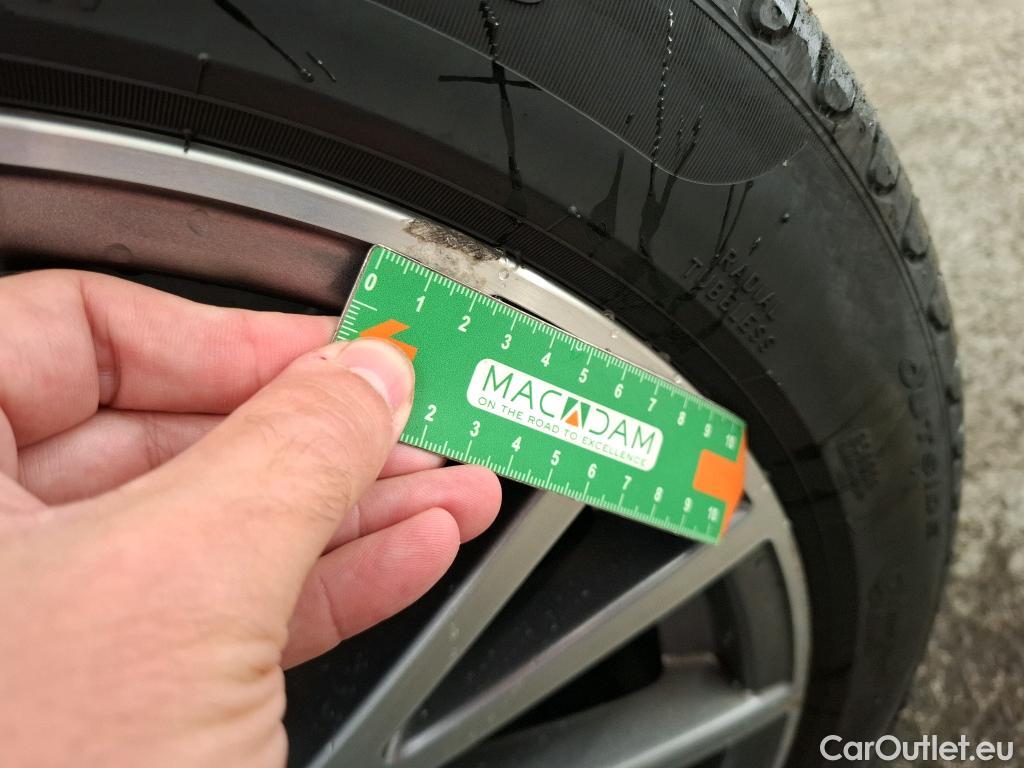 RADIAL
TUBELESS
OUTSIDE
0 1 2 3 4 5 6 7 8 9 10
MACADAM
ON THE ROAD TO EXCELLENCE
2 3 4 5 6 7 8 9 10
CarOutlet.eu